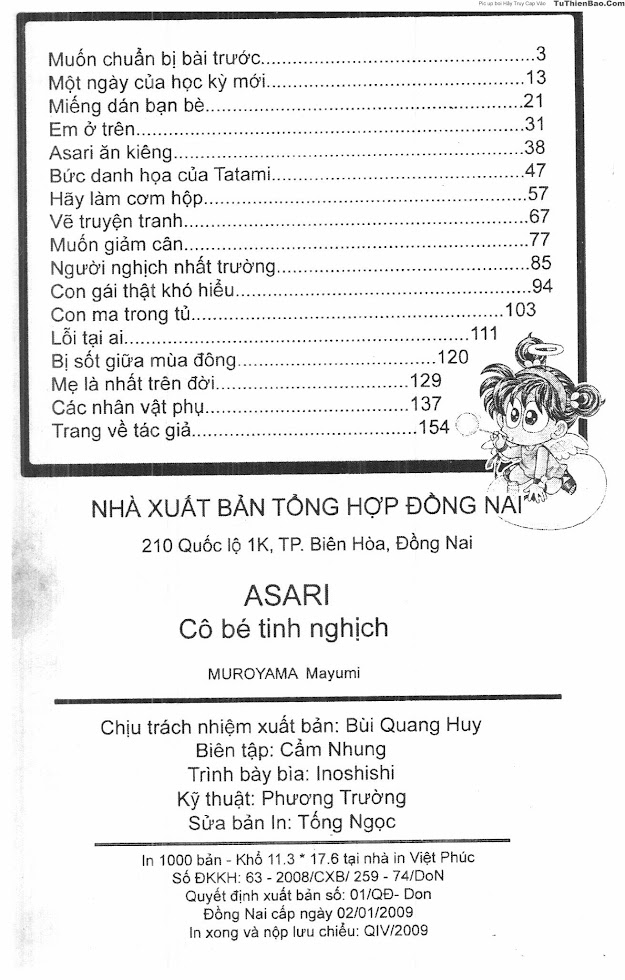 Pic up bởi Hãy Truy Cập Vào TuThienBao.Com
Muốn chuẩn bị bài trước..................................................3
Một ngày của học kỳ mới................................................13
Miếng dán bạn bè...........................................................21
Em ở trên........................................................................31
Asari ăn kiêng.................................................................38
Bức danh họa của Tatami...............................................47
Hãy làm cơm hộp............................................................57
Vẽ truyện tranh...............................................................67
Muốn giảm cân...............................................................77
Người nghịch nhất trường...............................................85
Con gái thật khó hiểu......................................................94
Con ma trong tủ.........................................................103
Lỗi tại ai...............................................................111
Bị sốt giữa mùa đông....................................120
Mẹ là nhất trên đời...................................129
Các nhân vật phụ.....................................137
Trang về tác giả.........................................154
NHÀ XUẤT BẢN TỔNG HỢP ĐỒNG NAI
210 Quốc lộ 1K, TP. Biên Hòa, Đồng Nai
ASARI
Cô bé tinh nghịch
MUROYAMA Mayumi
Chịu trách nhiệm xuất bản: Bùi Quang Huy
Biên tập: Cẩm Nhung
Trình bày bìa: Inoshishi
Kỹ thuật: Phương Trường
Sửa bản In: Tống Ngọc
In 1000 bản - Khổ 11.3 * 17.6 tại nhà in Việt Phúc
Số ĐKKH: 63 - 2008/CXB/ 259 - 74/DoN
Quyết định xuất bản số: 01/QĐ- Don
Đồng Nai cấp ngày 02/01/2009
In xong và nộp lưu chiểu: QIV/2009